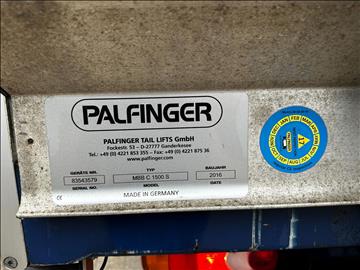 PALFINGER
PALFINGER TAIL LIFTS GmbH
Fockestr. 53 – D-27777 Ganderkesee
Tel.: +49 (0) 4221 853 355 – Fax: +49 (0) 4221 875 36
www.palfinger.com
GERÄTE NR. TYP BAUJAHR
83543579 MBB C 1500 S 2016
SERIAL NO. MODEL
MADE IN GERMANY
CE
JAN FEB